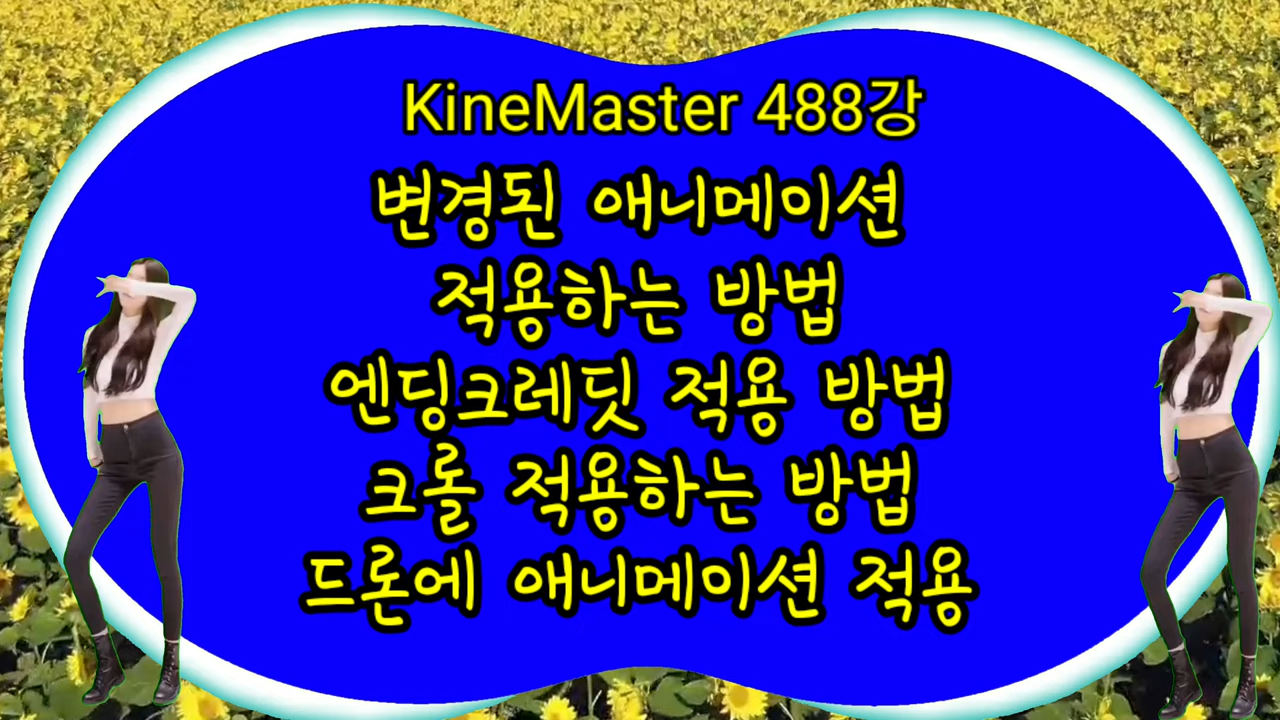 KineMaster 488강
변경된 애니메이션
적용하는 방법
엔딩크레딧 적용 방법
크롤 적용하는 방법
드론에 애니메이션 적용